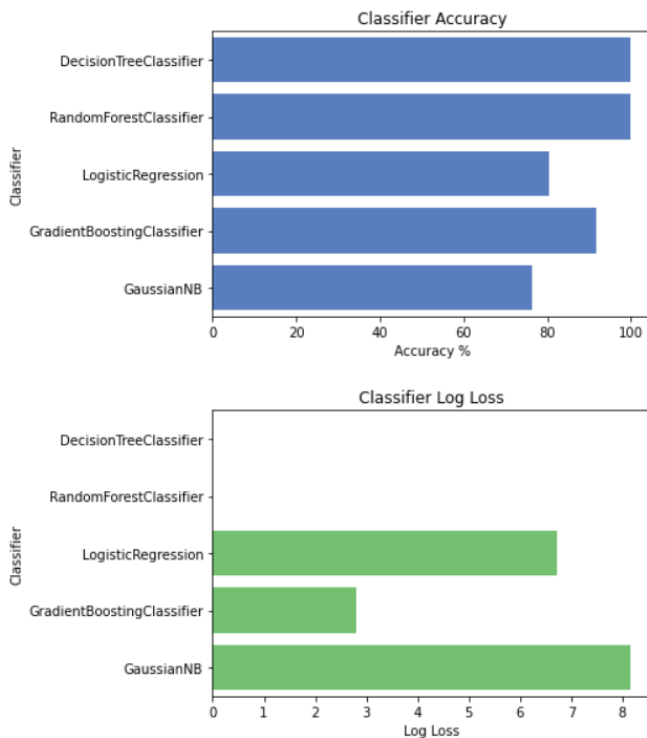 Classifier Accuracy
DecisionTreeClassifier
RandomForestClassifier
LogisticRegression
GradientBoostingClassifier
GaussianNB
Classifier
0 20 40 60 80 100
Accuracy %
Classifier Log Loss
DecisionTreeClassifier
RandomForestClassifier
LogisticRegression
GradientBoostingClassifier
GaussianNB
Classifier
0 1 2 3 4 5 6 7 8
Log Loss